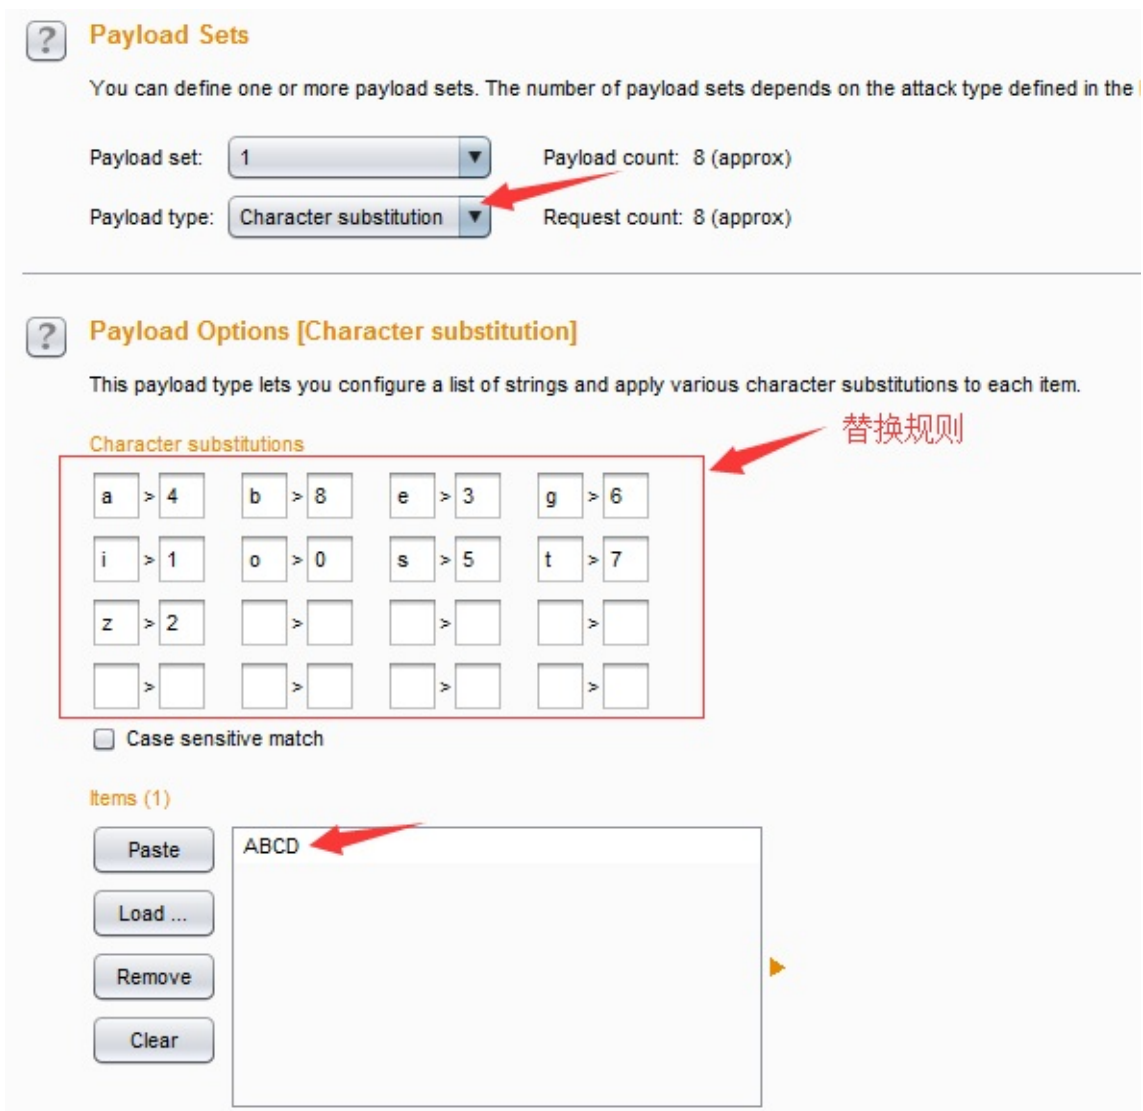 ? Payload Sets
You can define one or more payload sets. The number of payload sets depends on the attack type defined in the
Payload set: 1 ▼ Payload count: 8 (approx)
Payload type: Character substitution ▼ Request count: 8 (approx)
? Payload Options [Character substitution]
This payload type lets you configure a list of strings and apply various character substitutions to each item.
替换规则
Character substitutions
a > 4 b > 8 e > 3 g > 6
i > 1 o > 0 s > 5 t > 7
z > 2 > > >
> > > >
Case sensitive match
Items (1)
Paste ABCD
Load ...
Remove
Clear